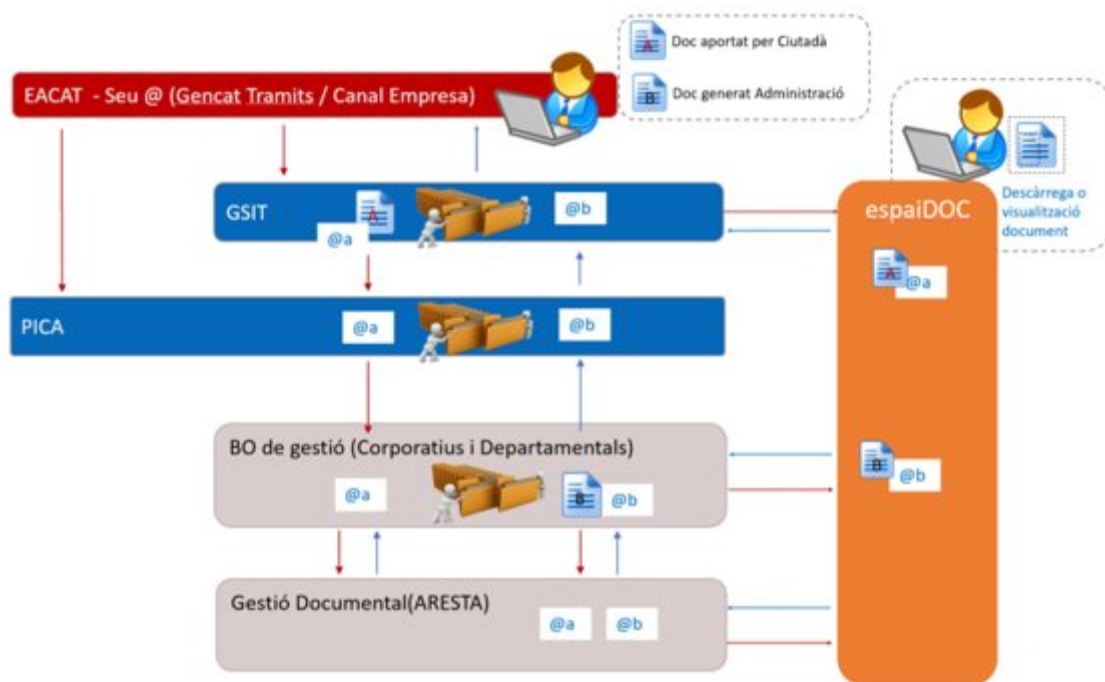 Doc aportat per Ciutadà
A
B
Doc generat Administració
EACAT - Seu @ (Gencat Tramits / Canal Empresa)
Descàrrega o
visualització
document
GSIT
A
@a
@b
espaiDOC
A
@a
PICA
@a
@b
BO de gestió (Corporatius i Departamentals)
@a
B
@b
B
@b
Gestió Documental(ARESTA)
@a
@b